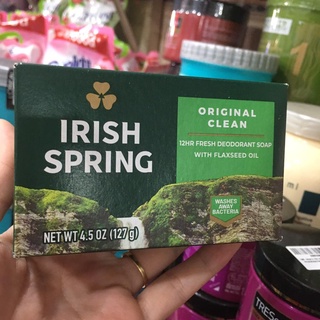 IRISH
SPRING
ORIGINAL
CLEAN
12HR FRESH DEODORANT SOAP
WITH FLAXSEED OIL
WASHES
AWAY
BACTERIA
NET WT 4.5 OZ (127 g)
TRES